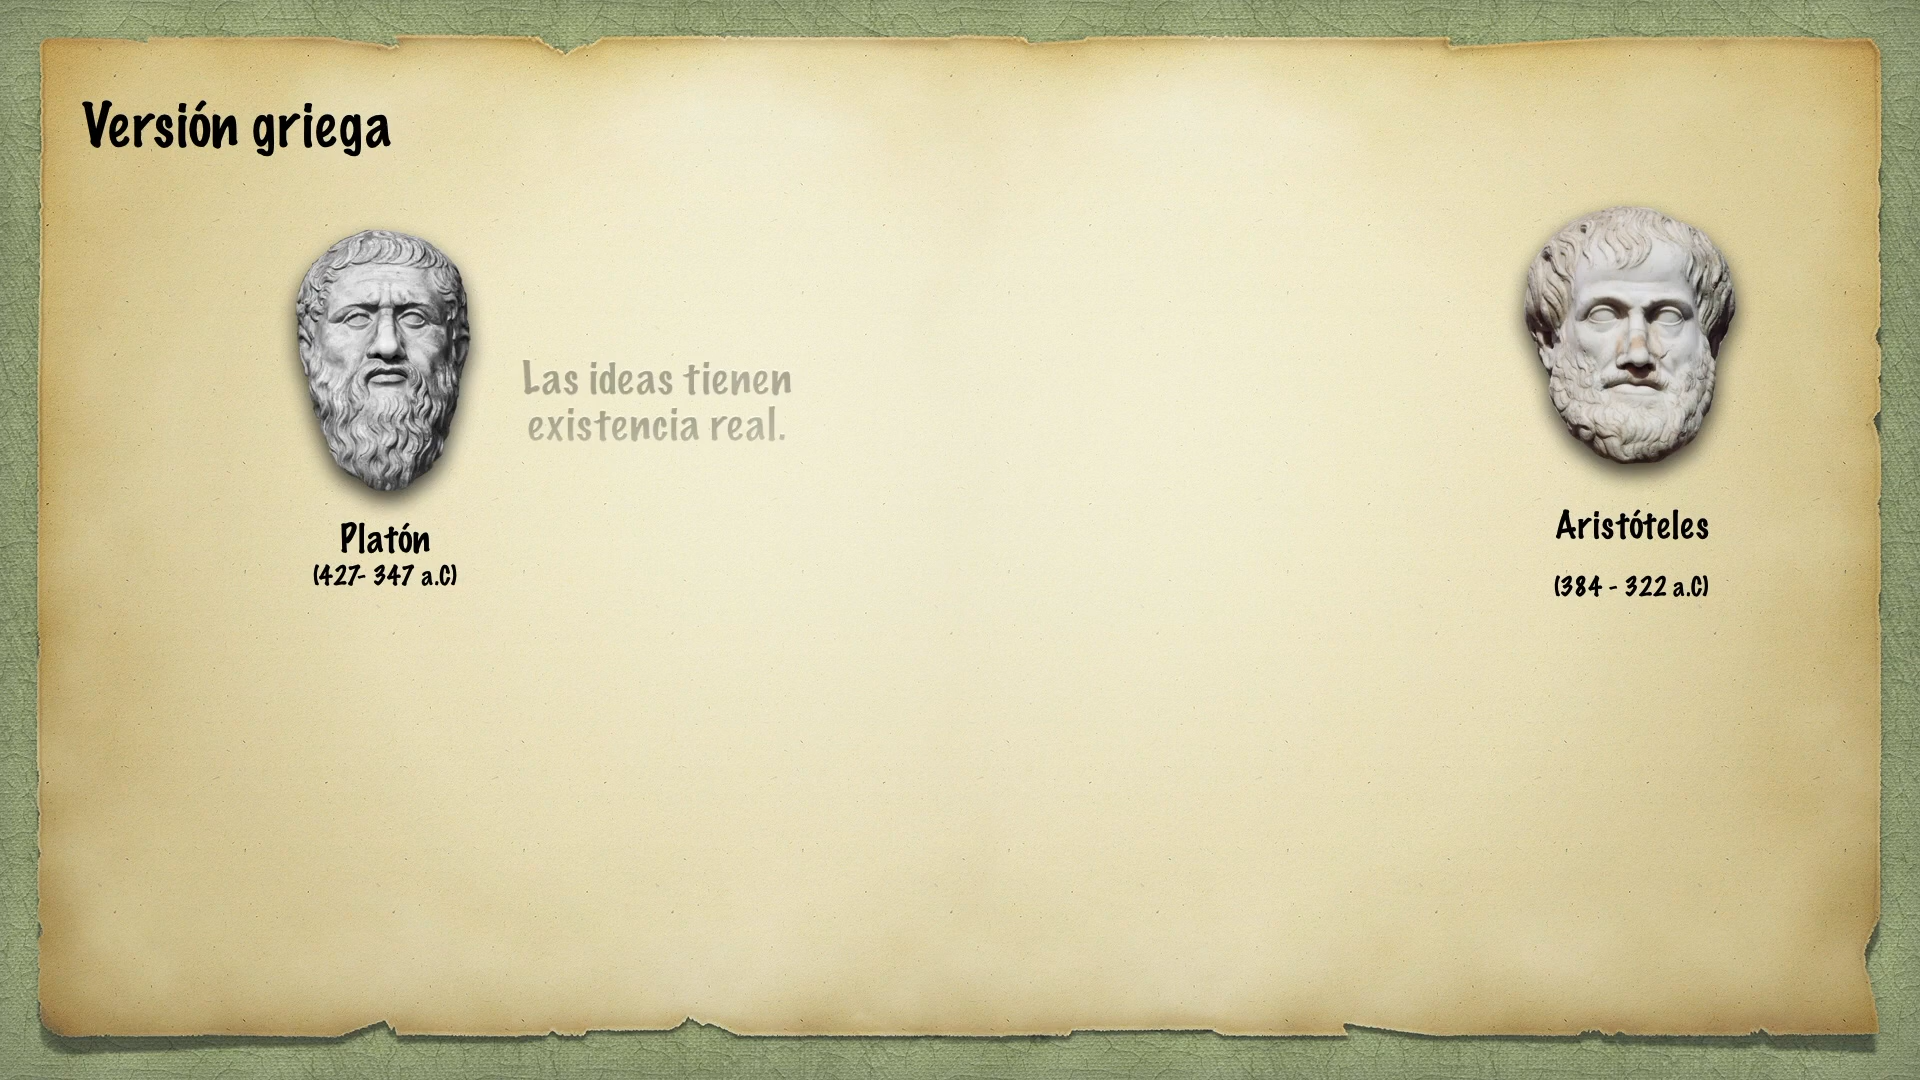 Versión griega
Las ideas tienen
existencia real.
Platón
(427- 347 a.C)
Aristóteles
(384 - 322 a.C)